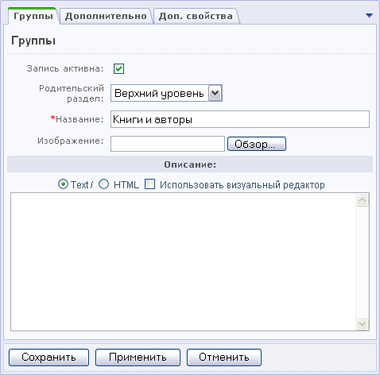 Группы Дополнительно Доп. свойства
Группы
Запись активна:
Родительский раздел: Верхний уровень
*Название: Книги и авторы
Изображение: Обзор...
Описание:
Text / HTML Использовать визуальный редактор
Сохранить Применить Отменить